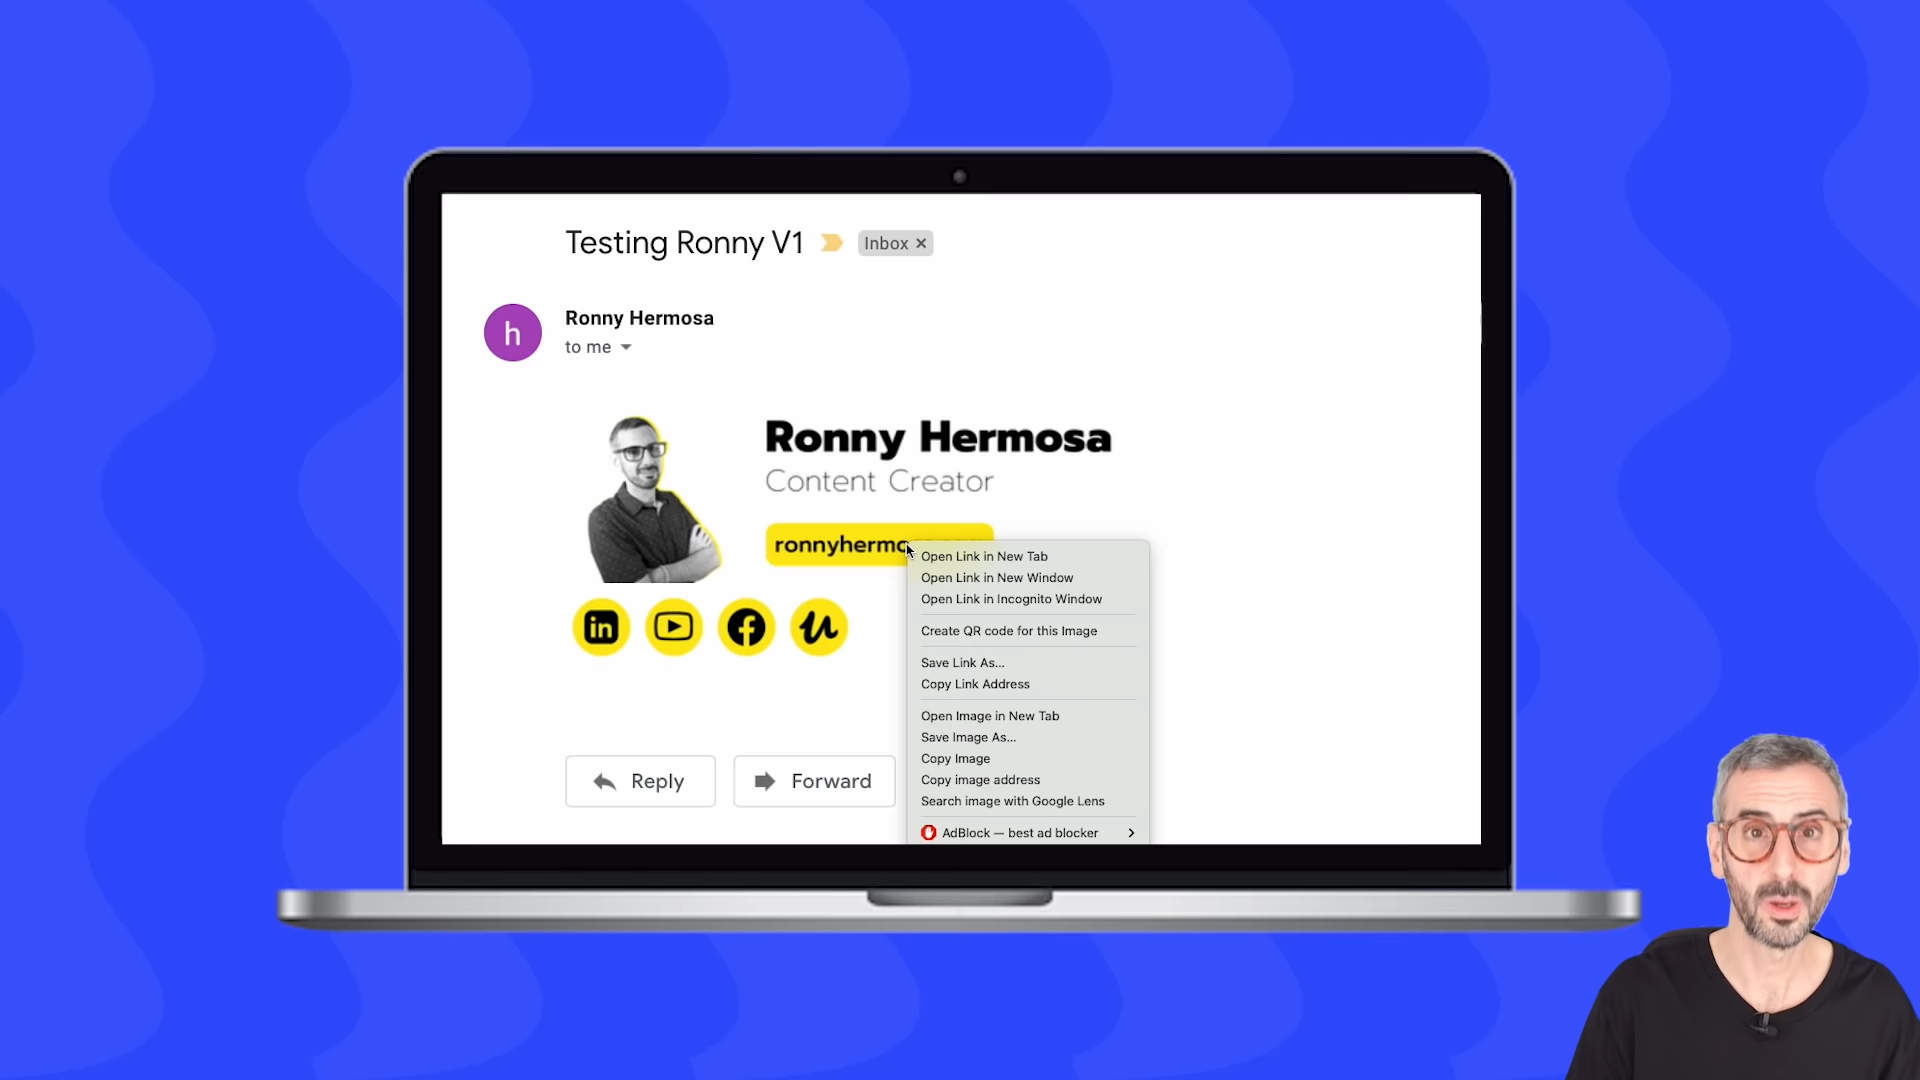 Testing Ronny V1 Inbox ×
h
Ronny Hermosa
to me
Ronny Hermosa
Content Creator
ronnyhermo
in
Open Link in New Tab
Open Link in New Window
Open Link in Incognito Window
Create QR code for this Image
Save Link As...
Copy Link Address
Open Image in New Tab
Save Image As...
Copy Image
Copy image address
Search image with Google Lens
AdBlock — best ad blocker
Reply
Forward